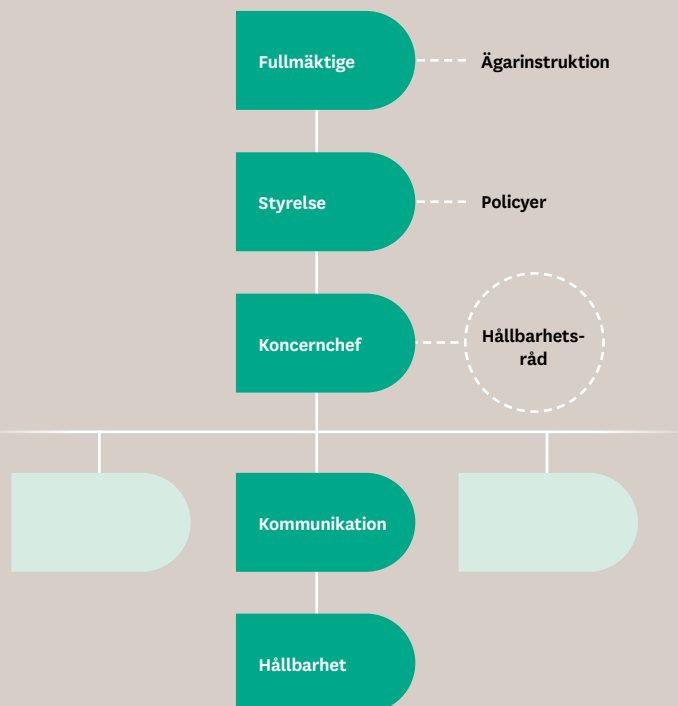 Fullmäktige
Ägarinstruktion
Styrelse
Policyer
Koncernchef
Hållbarhets-
råd
Kommunikation
Hållbarhet